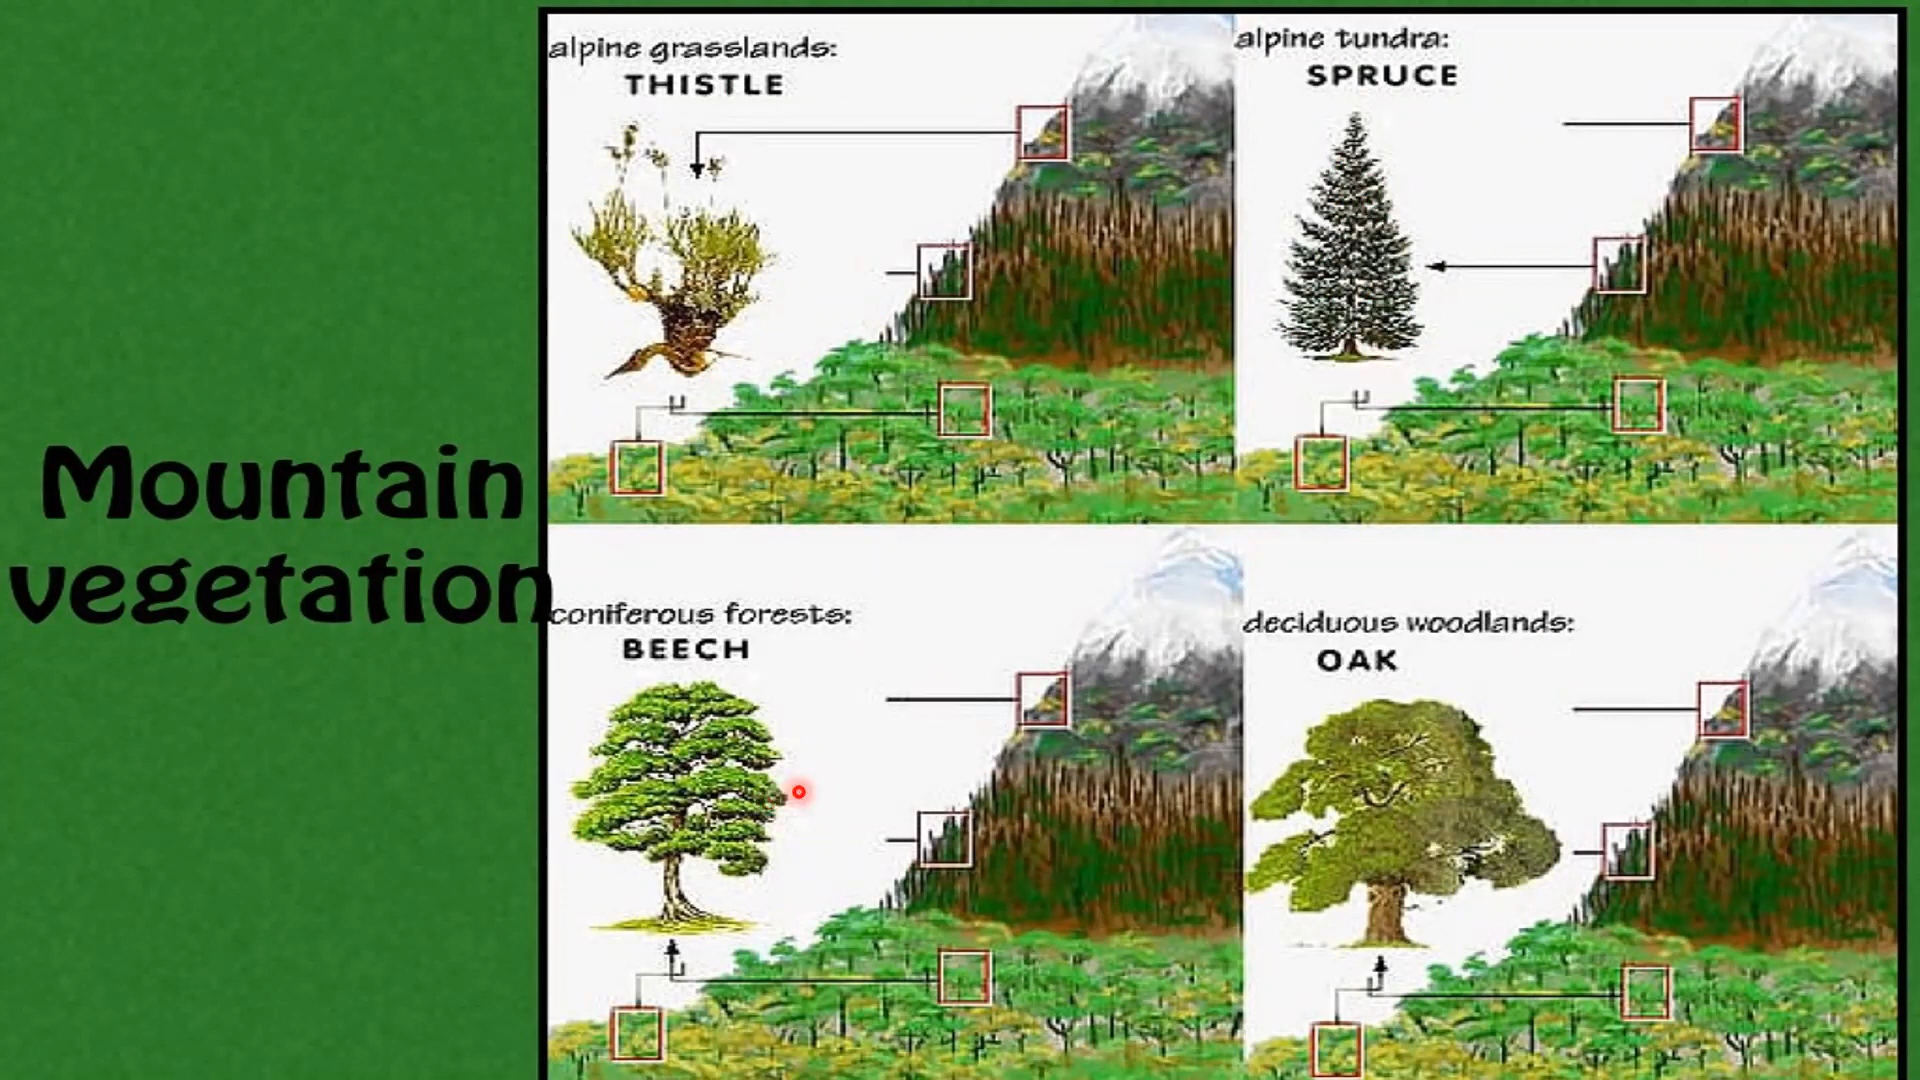 Mountain
vegetation
alpine grasslands:
THISTLE
alpine tundra:
SPRUCE
coniferous forests:
BEECH
deciduous woodlands:
OAK